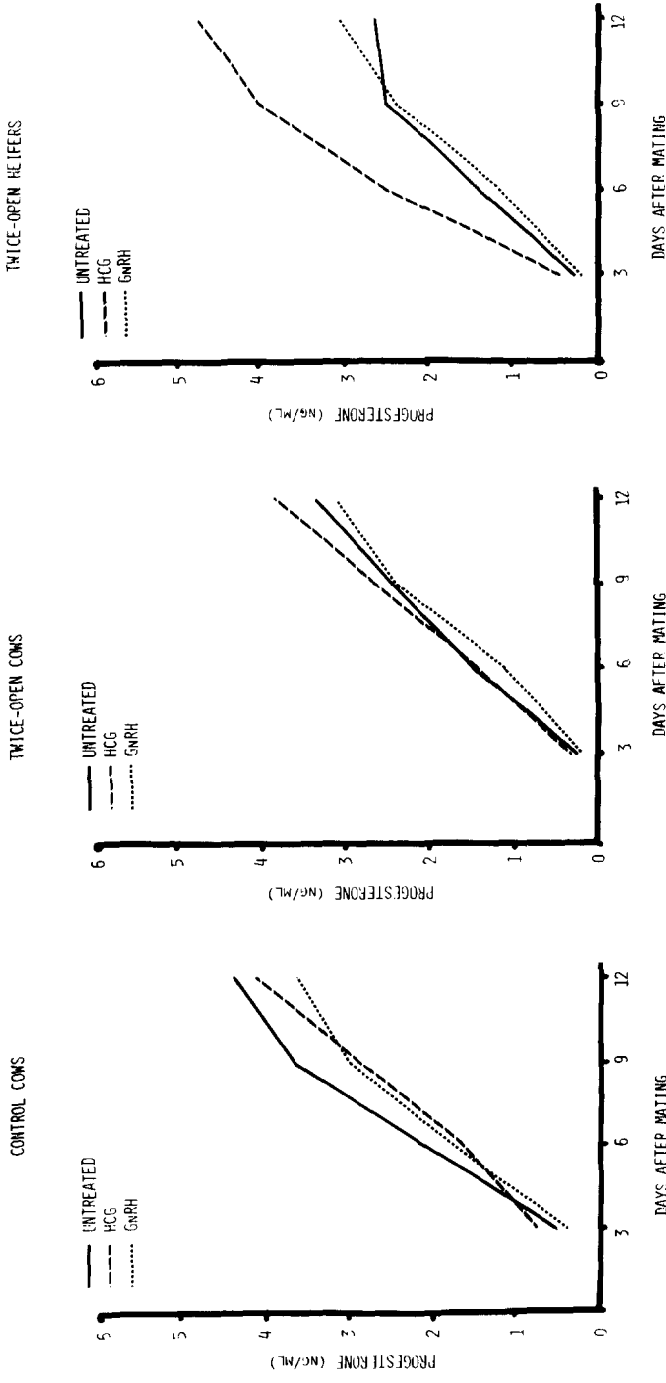 CONTROL COWS
UNTREATED
HCG
GNRH
PROGESTERONE (NG/ML)
6
5
4
3
2
1
0
3
6
9
12
DAYS AFTER MATING
TWICE-OPEN COWS
UNTREATED
HCG
GNRH
PROGESTERONE (NG/ML)
6
5
4
3
2
1
0
3
6
9
12
DAYS AFTER MATING
TWICE-OPEN HEIFERS
UNTREATED
HCG
GNRH
PROGESTERONE (NG/ML)
6
5
4
3
2
1
0
3
6
9
12
DAYS AFTER MATING